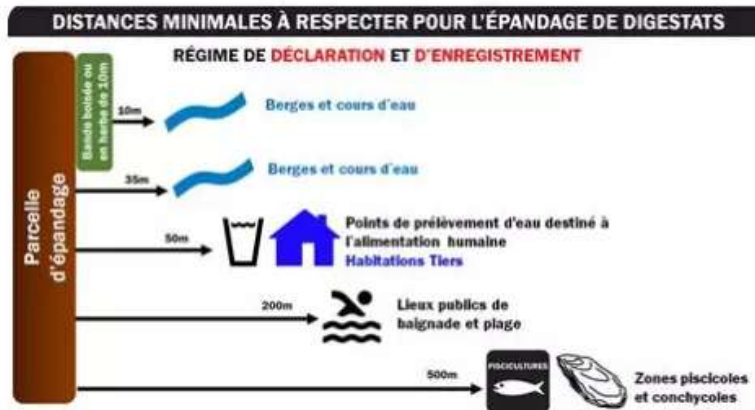 DISTANCES MINIMALES À RESPECTER POUR L'ÉPANDAGE DE DIGESTATS
RÉGIME DE DÉCLARATION ET D'ENREGISTREMENT
Parcelle
d'épandage
Bande boisée ou
en herbe de 10m
10m
Berges et cours d'eau
35m
Berges et cours d'eau
50m
Points de prélèvement d'eau destiné à
l'alimentation humaine
Habitations Tiers
200m
Lieux publics de
baignade et plage
500m
PISCICULTURES
Zones piscicoles
et conchycoles